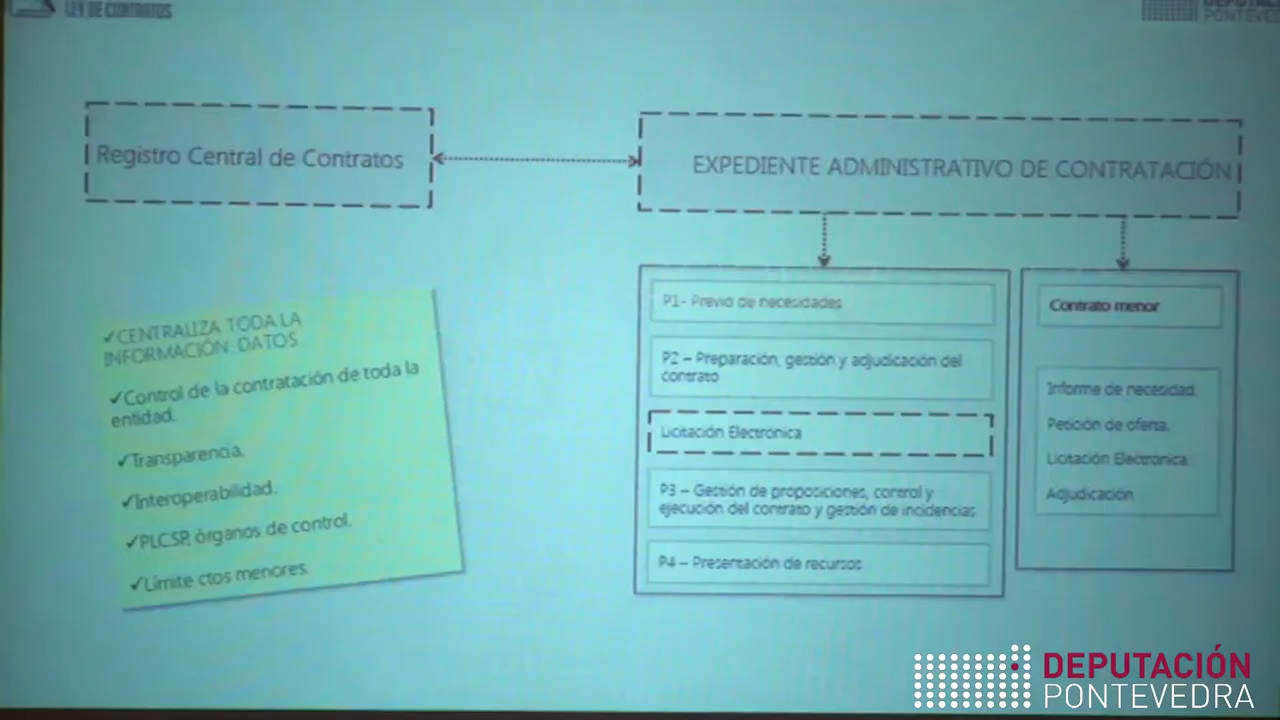 LEY DE CONTRATOS
DEPUTACIÓN
PONTEVEDRA
Registro Central de Contratos
EXPEDIENTE ADMINISTRATIVO DE CONTRATACIÓN
✓CENTRALIZA TODA LA
INFORMACIÓN: DATOS
✓Control de la contratación de toda la
entidad.
✓Transparencia.
✓Interoperabilidad.
✓PLCSP, órganos de control.
✓Límite ctos menores.
P1- Previo de necesidades
P2 – Preparación, gestión y adjudicación del
contrato
Licitación Electrónica
P3 – Gestión de proposiciones, control y
ejecución del contrato y gestión de incidencias
P4 – Presentación de recursos
Contrato menor
Informe de necesidad.
Petición de oferta.
Licitación Electrónica.
Adjudicación
DEPUTACIÓN
PONTEVEDRA